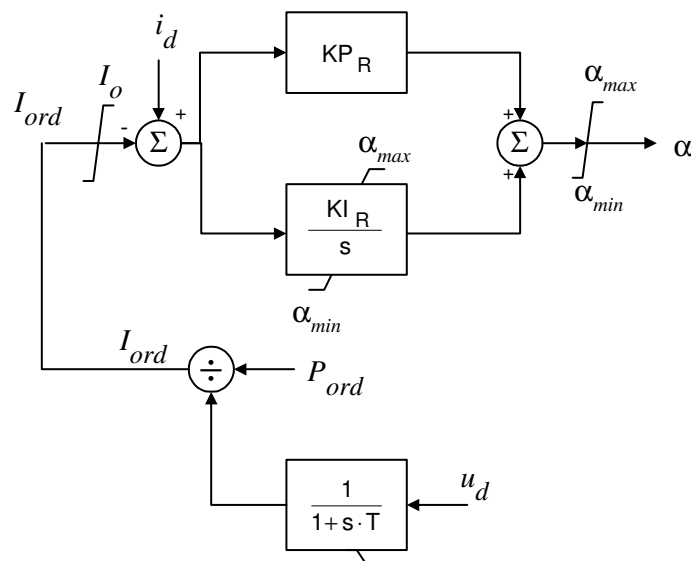 i_d
I_o
I_ord
-
+
Σ
KP_R
α_max
KI_R
s
α_min
+
+
Σ
α_max
α
α_min
I_ord
÷
P_ord
1
1+s·T
u_d